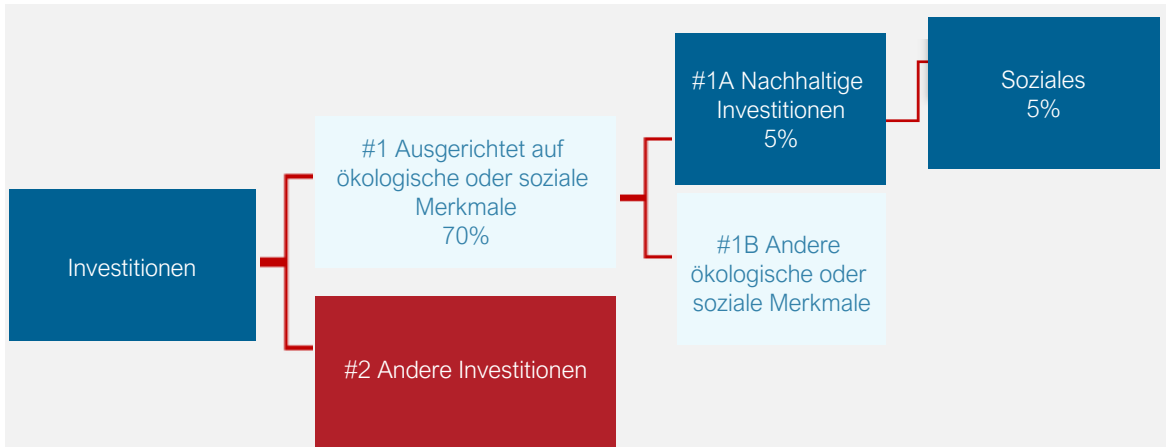 Investitionen
#1 Ausgerichtet auf
ökologische oder soziale
Merkmale
70%
#2 Andere Investitionen
#1A Nachhaltige
Investitionen
5%
#1B Andere
ökologische oder
soziale Merkmale
Soziales
5%